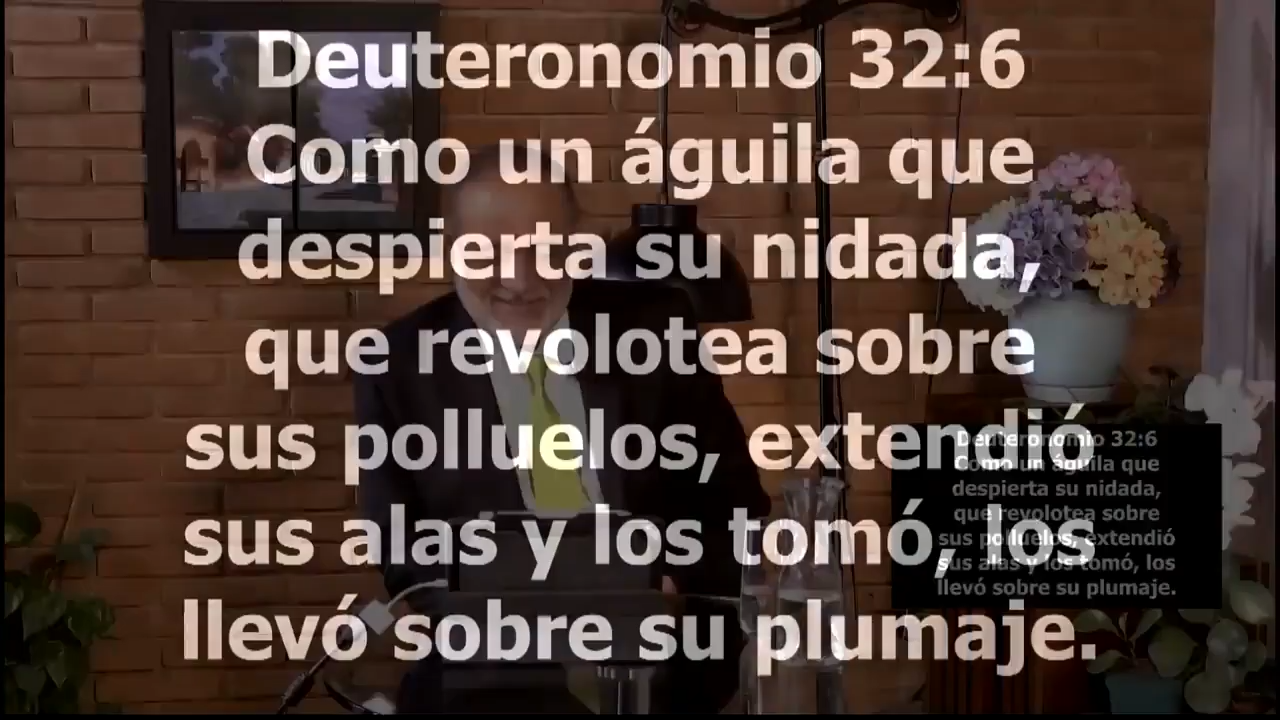 Deuteronomio 32:6
Como un águila que
despierta su nidada,
que revolotea sobre
sus polluelos, extendió
sus alas y los tomó, los
llevó sobre su plumaje.
Deuteronomio 32:6
Como un águila que
despierta su nidada,
que revolotea sobre
sus polluelos, extendió
sus alas y los tomó, los
llevó sobre su plumaje.